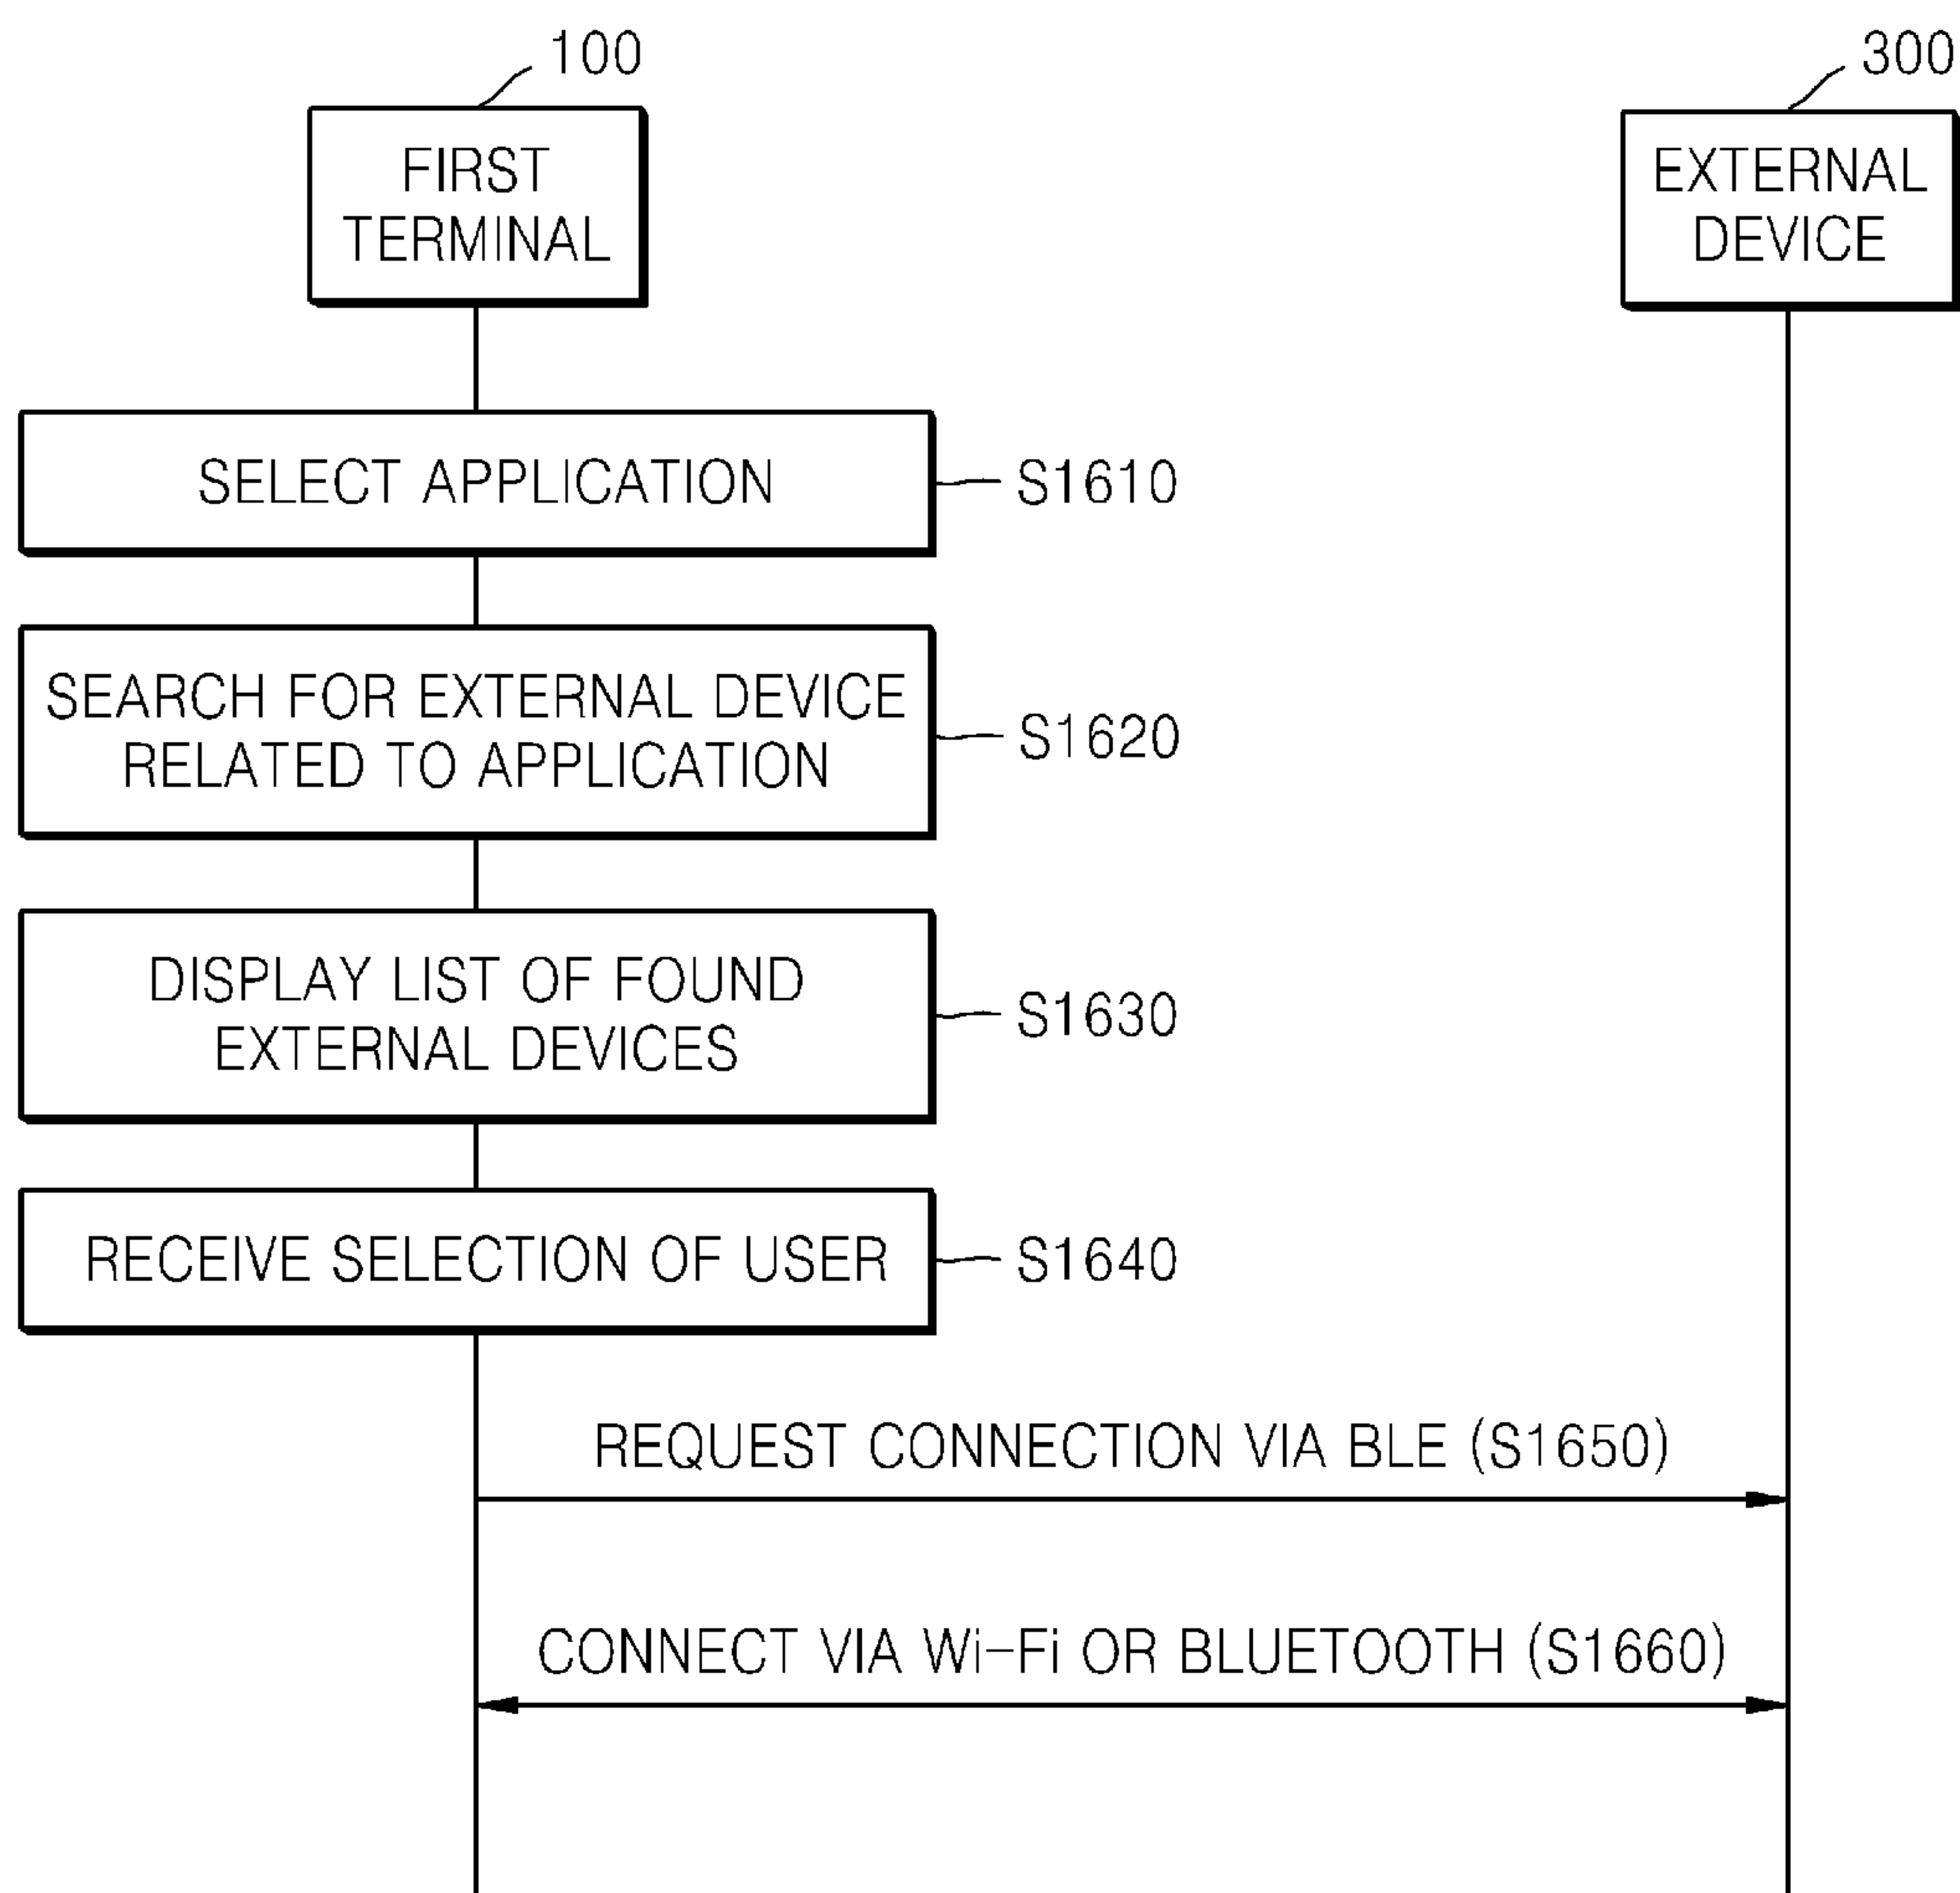 100
300
FIRST
TERMINAL
EXTERNAL
DEVICE
SELECT APPLICATION
S1610
SEARCH FOR EXTERNAL DEVICE
RELATED TO APPLICATION
S1620
DISPLAY LIST OF FOUND
EXTERNAL DEVICES
S1630
RECEIVE SELECTION OF USER
S1640
REQUEST CONNECTION VIA BLE (S1650)
CONNECT VIA Wi-Fi OR BLUETOOTH (S1660)